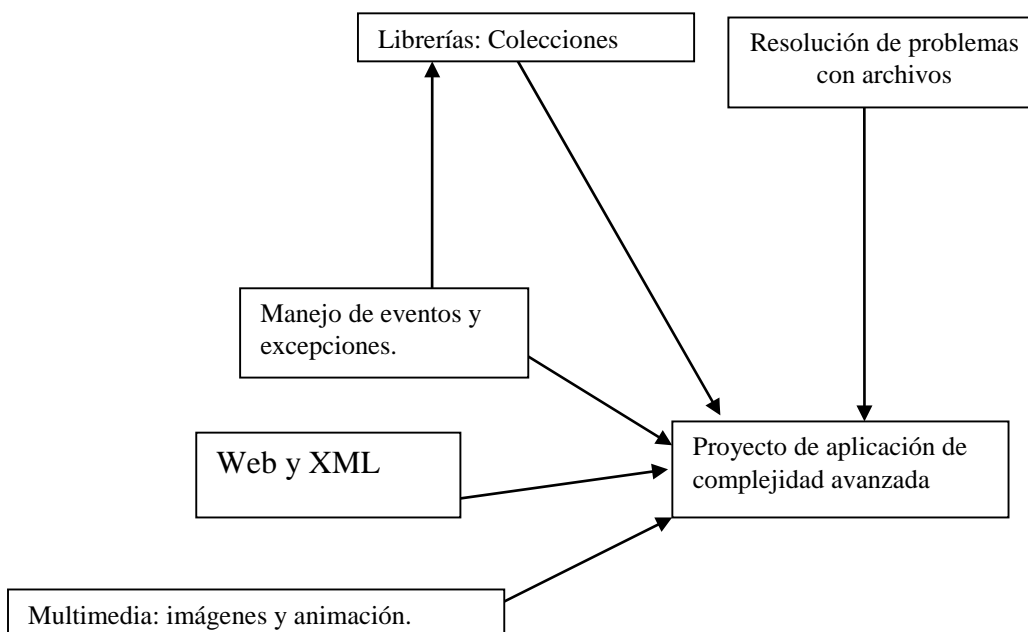 Librerías: Colecciones
Resolución de problemas
con archivos
Manejo de eventos y
excepciones.
Web y XML
Proyecto de aplicación de
complejidad avanzada
Multimedia: imágenes y animación.